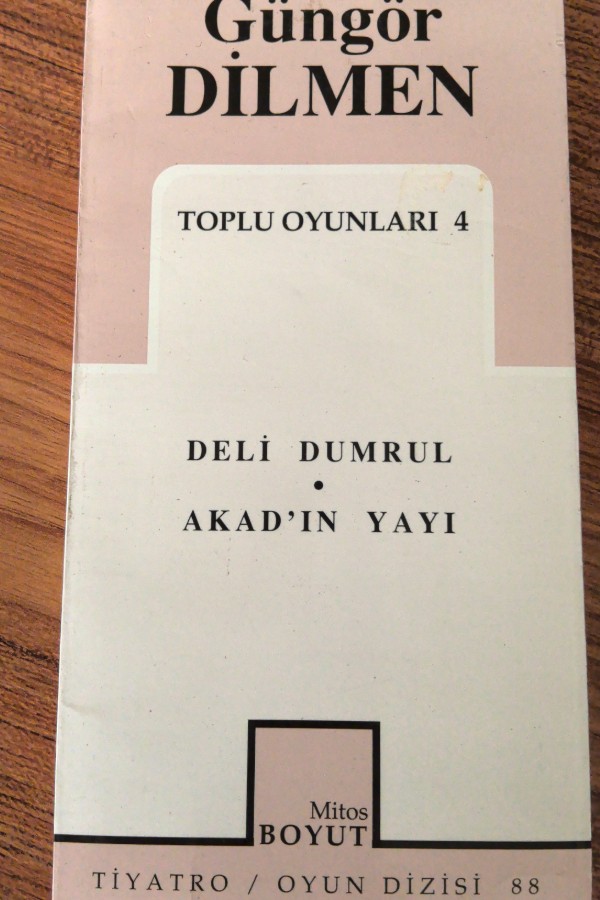 Güngör
DİLMEN
TOPLU OYUNLARI 4
DELİ DUMRUL
•
AKAD'IN YAYI
Mitos
BOYUT
TİYATRO / OYUN DİZİSİ 88